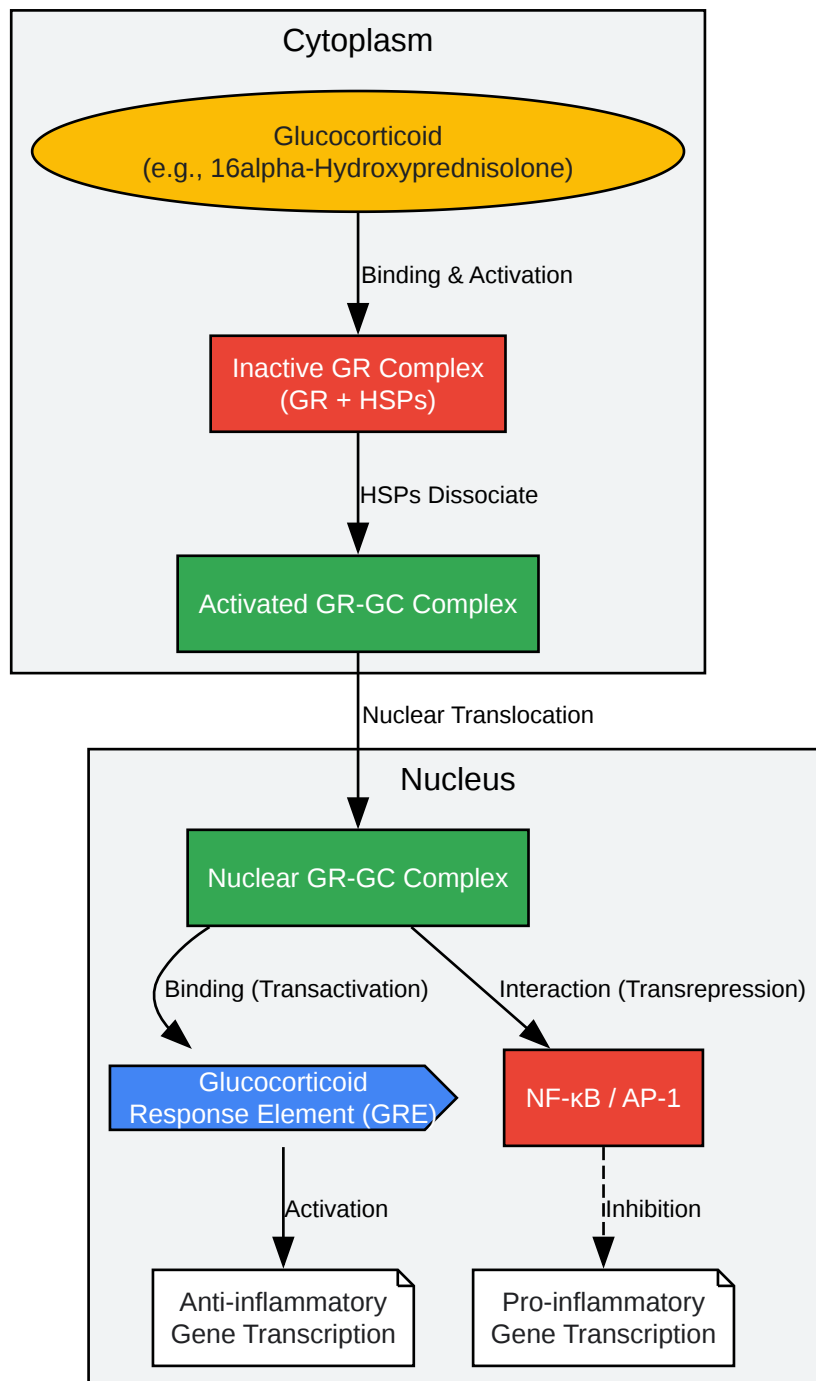 Cytoplasm
Glucocorticoid
(e.g., 16alpha-Hydroxyprednisolone)
Binding & Activation
Inactive GR Complex
(GR + HSPs)
HSPs Dissociate
Activated GR-GC Complex
Nuclear Translocation
Nucleus
Nuclear GR-GC Complex
Binding (Transactivation)
Interaction (Transrepression)
Glucocorticoid
Response Element (GRE)
NF-κB / AP-1
Activation
Inhibition
Anti-inflammatory
Gene Transcription
Pro-inflammatory
Gene Transcription